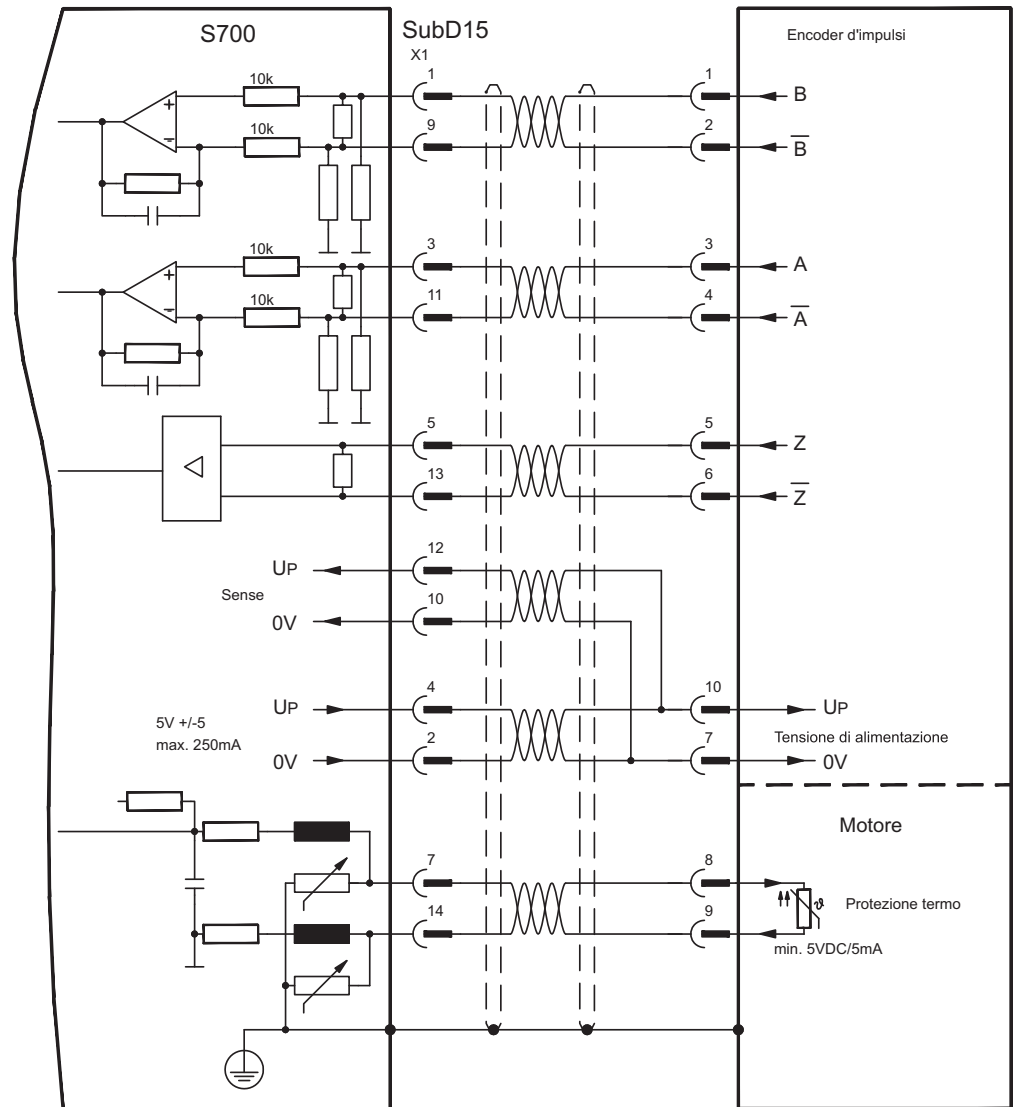 S700
SubD15
Encoder d'impulsi
X1
10k
1
1
B
10k
9
2
B
10k
3
3
A
10k
11
4
A
5
5
Z
13
6
Z
12
UP
Sense
10
0V
4
10
UP
UP
5V +/-5
max. 250mA
2
7
Tensione di alimentazione
0V
0V
Motore
7
8
ϑ
Protezione termo
14
9
min. 5VDC/5mA